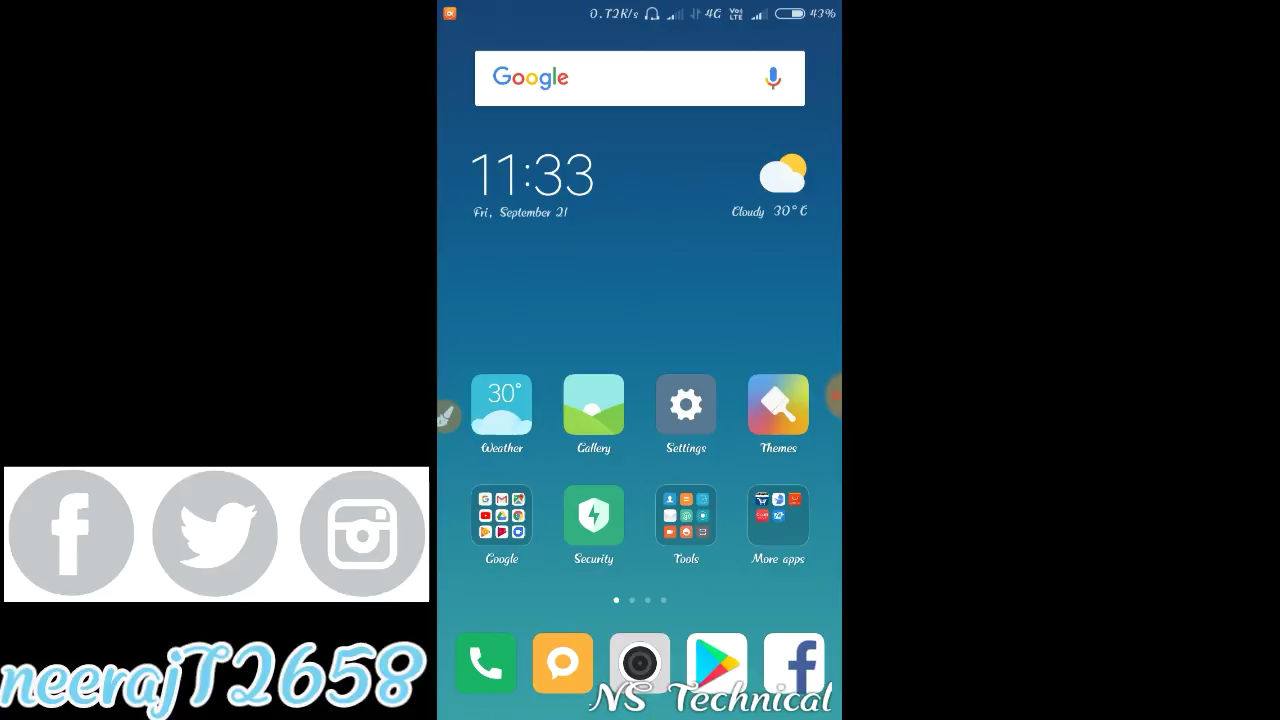 0.72K/s 4G VoLTE 43%
Google
11:33
Fri, September 21
Cloudy 30°C
30°
Weather Gallery Settings Themes
Google Security Tools More apps
neerajT2658
NS Technical